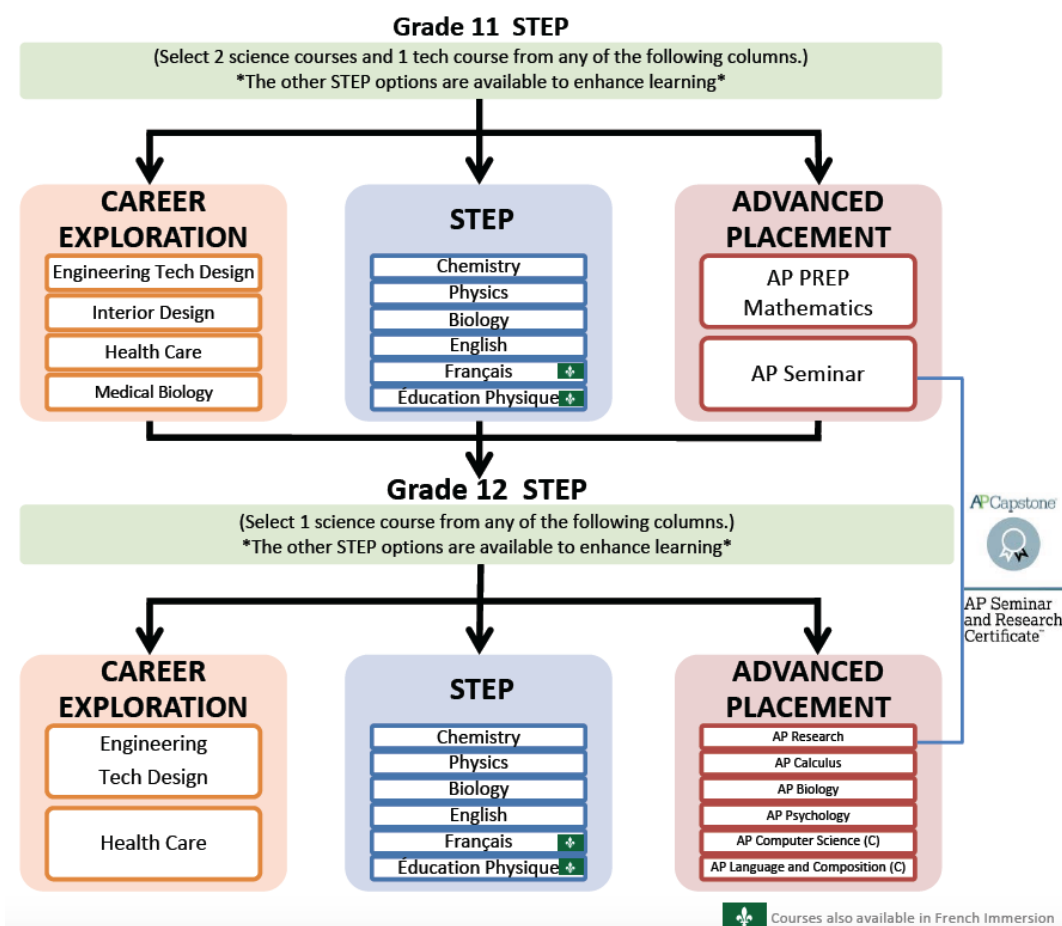 Grade 11 STEP
(Select 2 science courses and 1 tech course from any of the following columns.)
*The other STEP options are available to enhance learning*
CAREER
EXPLORATION
Engineering Tech Design
Interior Design
Health Care
Medical Biology
STEP
Chemistry
Physics
Biology
English
Français
Éducation Physique
ADVANCED
PLACEMENT
AP PREP
Mathematics
AP Seminar
Grade 12 STEP
(Select 1 science course from any of the following columns.)
*The other STEP options are available to enhance learning*
APCapstone™
AP Seminar
and Research
Certificate™
CAREER
EXPLORATION
Engineering
Tech Design
Health Care
STEP
Chemistry
Physics
Biology
English
Français
Éducation Physique
ADVANCED
PLACEMENT
AP Research
AP Calculus
AP Biology
AP Psychology
AP Computer Science (C)
AP Language and Composition (C)
Courses also available in French Immersion